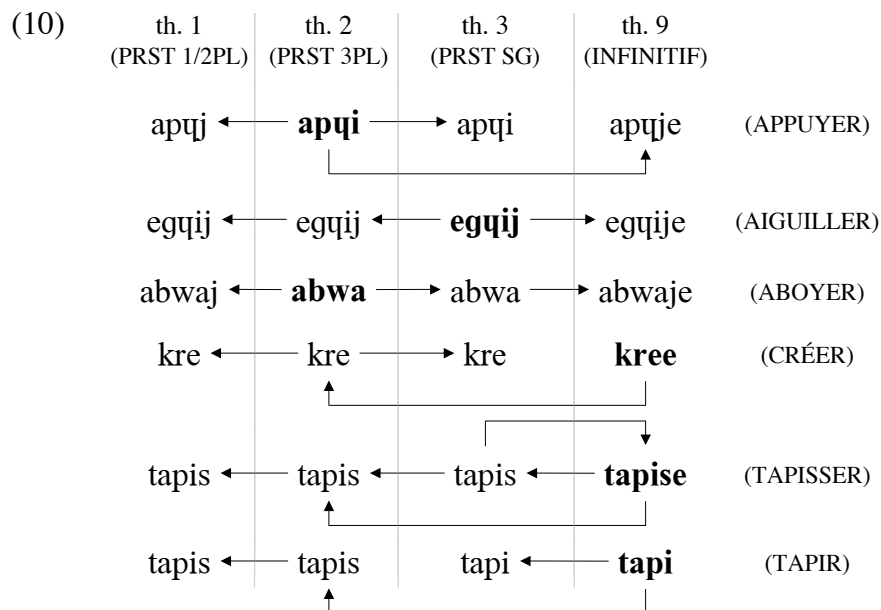 (10) th. 1 th. 2 th. 3 th. 9
(PRST 1/2PL) (PRST 3PL) (PRST SG) (INFINITIF)
apɥj apɥi apɥi apɥje (APPUYER)
egɥij egɥij egɥij egɥije (AIGUILLER)
abwaj abwa abwa abwaje (ABOYER)
kre kre kre kree (CRÉER)
tapis tapis tapis tapise (TAPISSER)
tapis tapis tapi tapi (TAPIR)